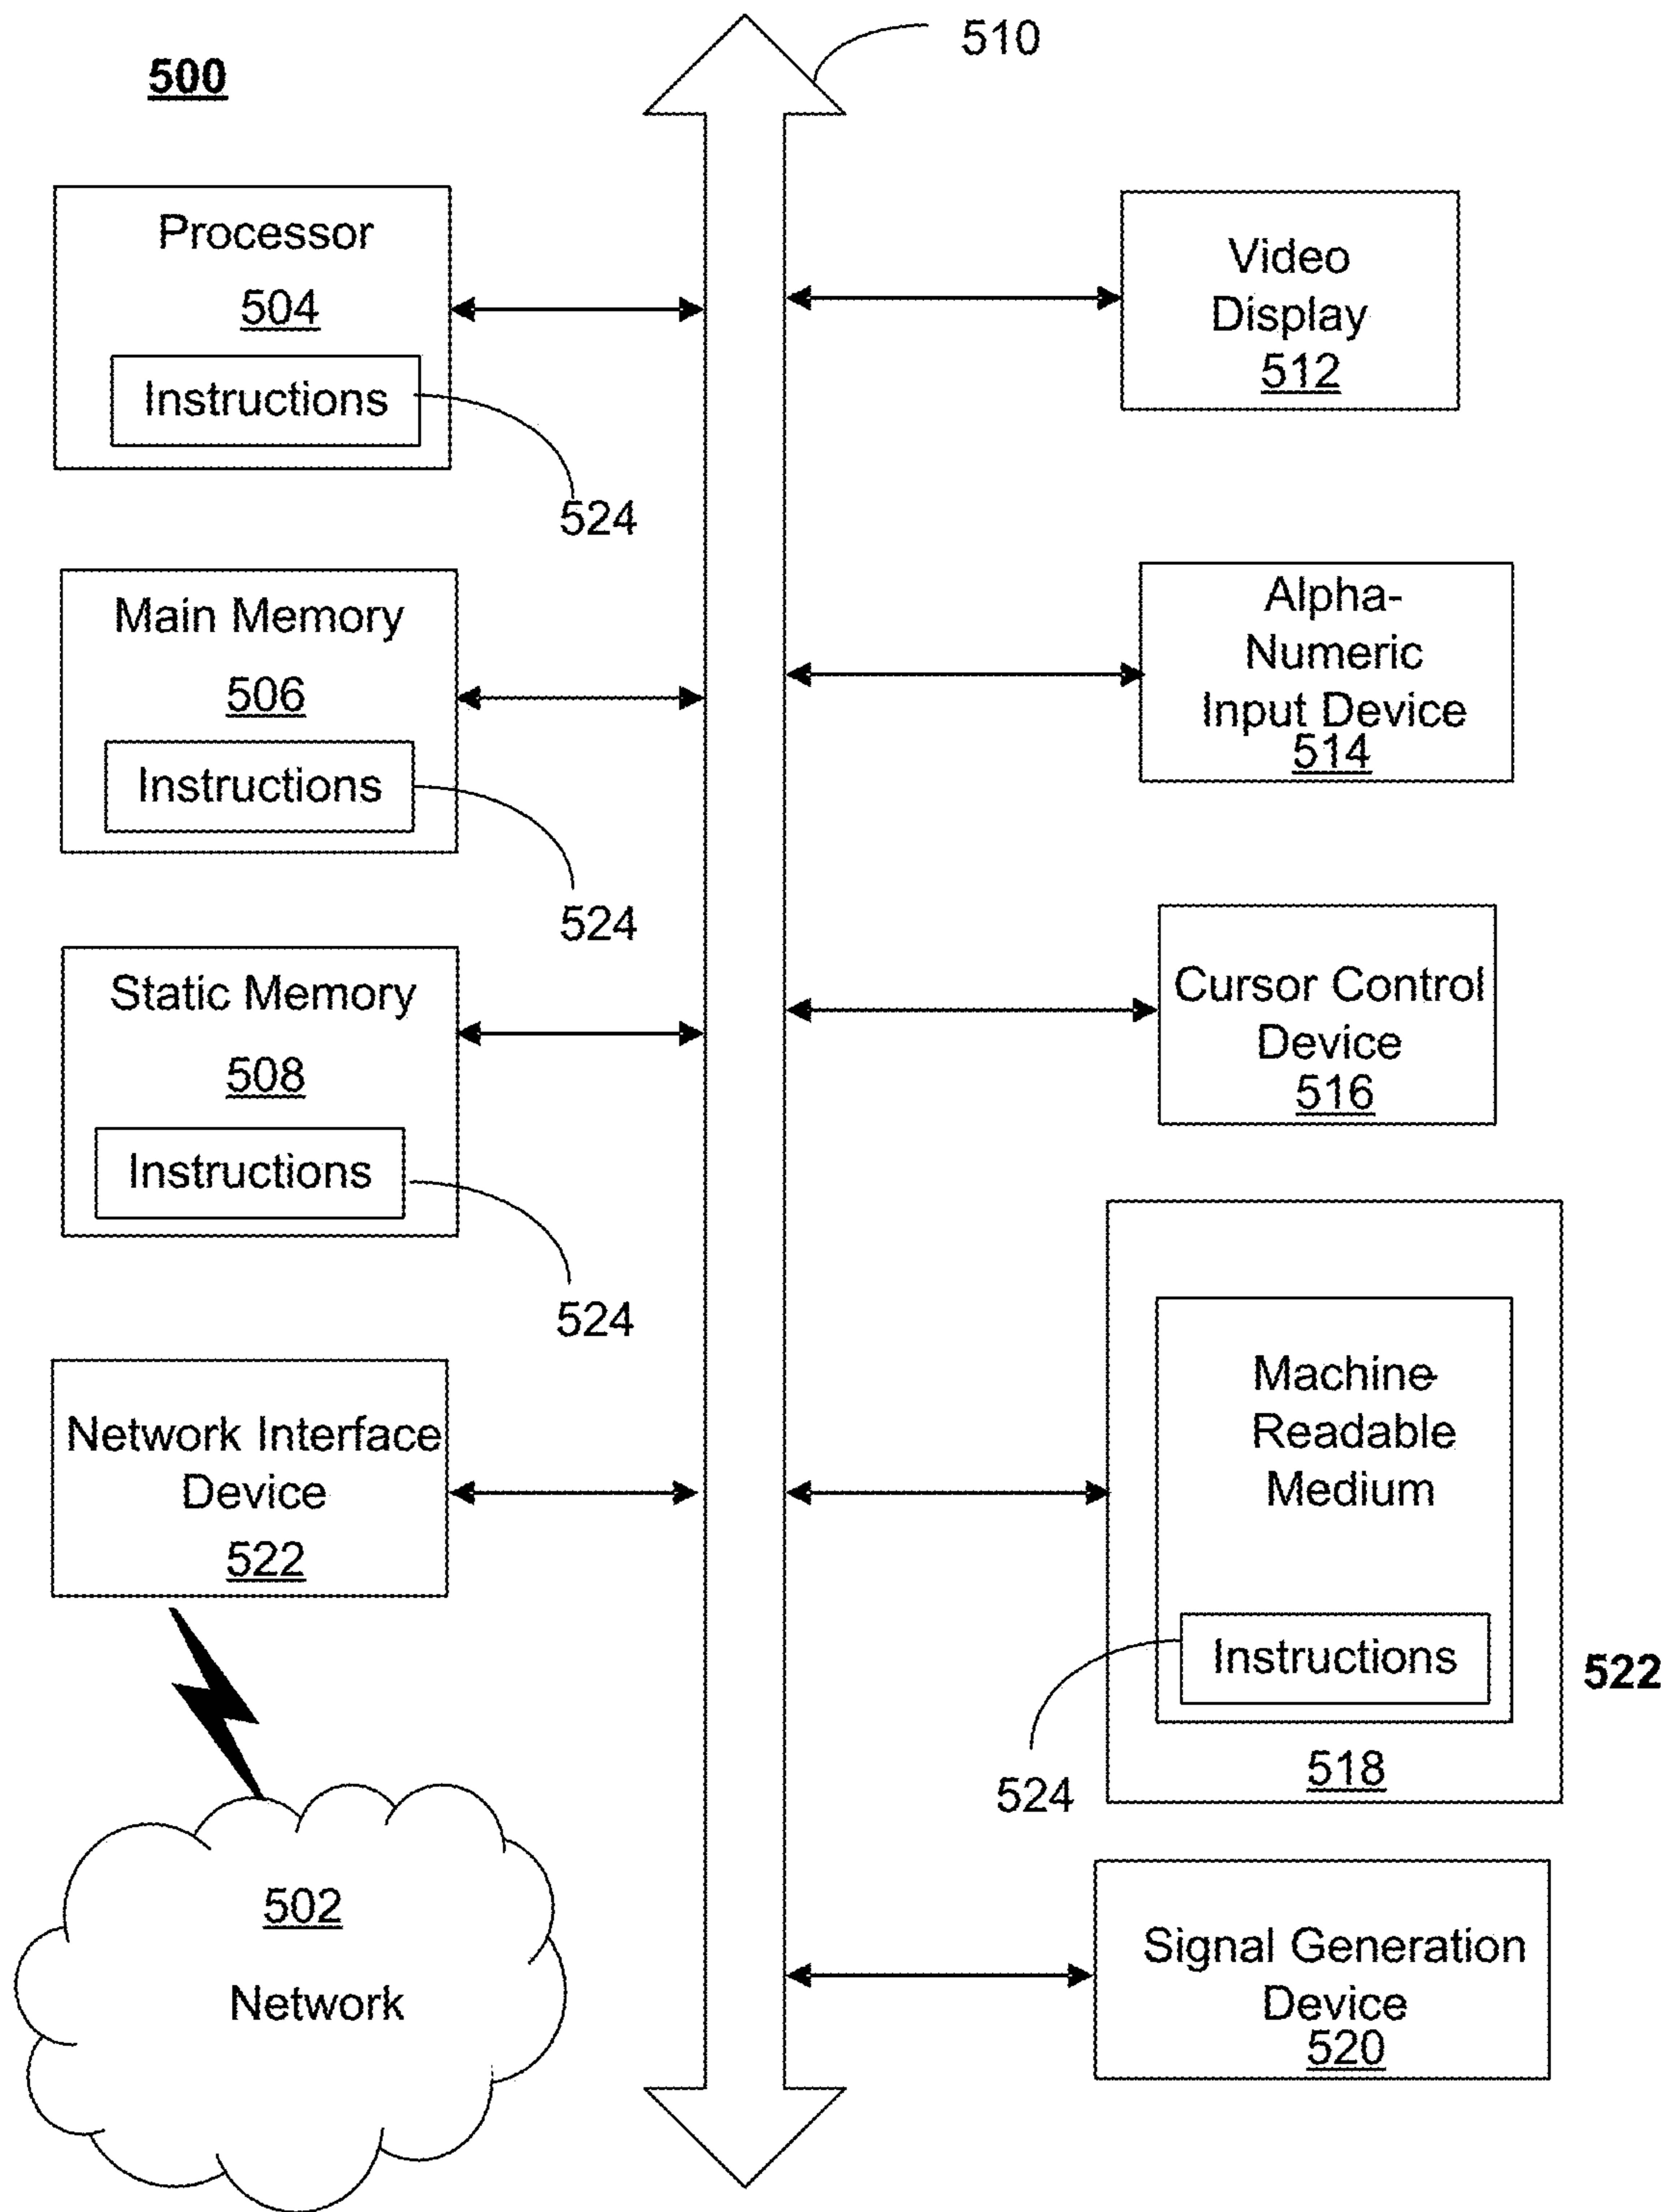 500
510
Processor
504
Instructions
524
Main Memory
506
Instructions
524
Static Memory
508
Instructions
524
Network Interface
Device
522
502
Network
Video
Display
512
Alpha-
Numeric
Input Device
514
Cursor Control
Device
516
Machine-
Readable
Medium
Instructions
522
518
524
Signal Generation
Device
520